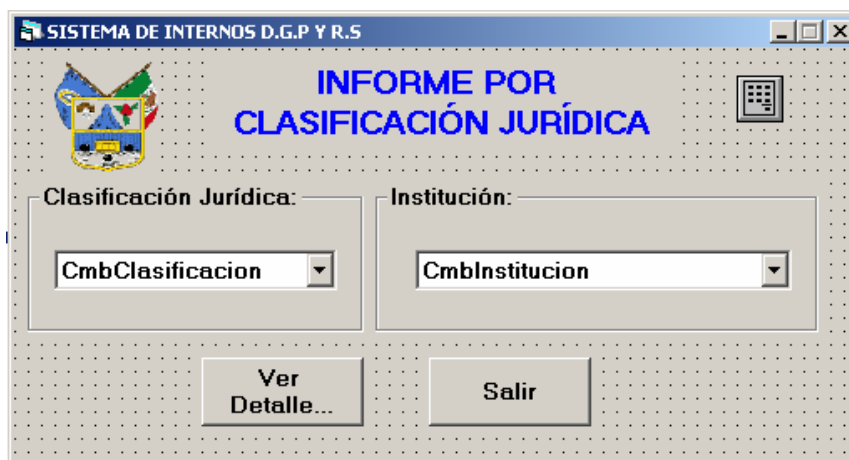 SISTEMA DE INTERNOS D.G.P Y R.S
INFORME POR
CLASIFICACIÓN JURÍDICA
Clasificación Jurídica:
Institución:
CmbClasificacion
CmbInstitucion
Ver
Detalle...
Salir